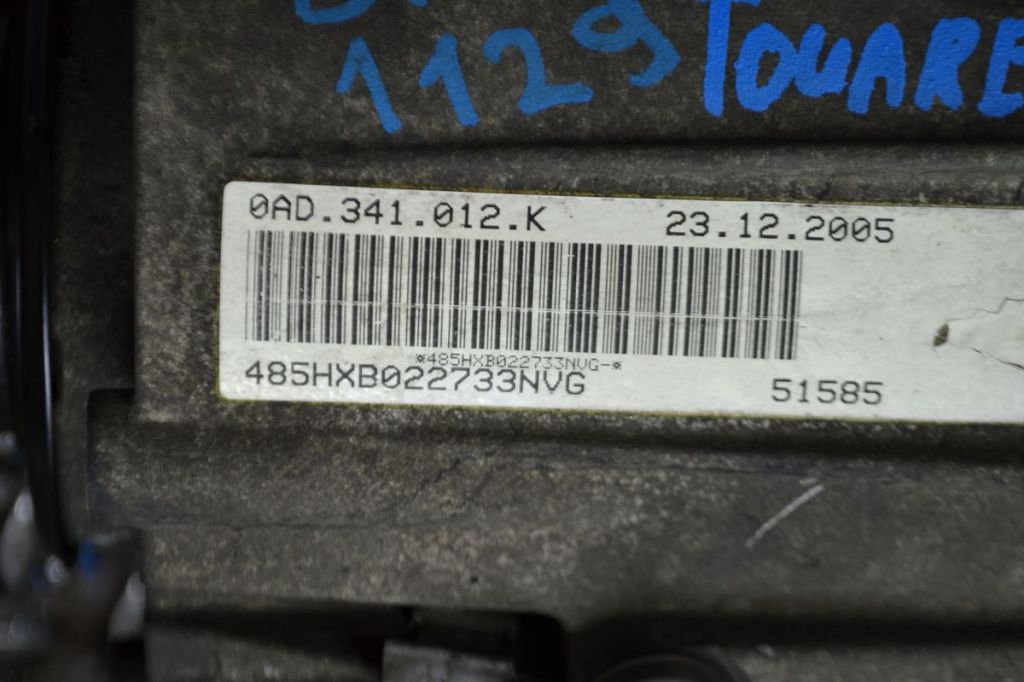 1129 TOUARE
0AD.341.012.K 23.12.2005
*485HXB022733NVG-*
485HXB022733NVG 51585